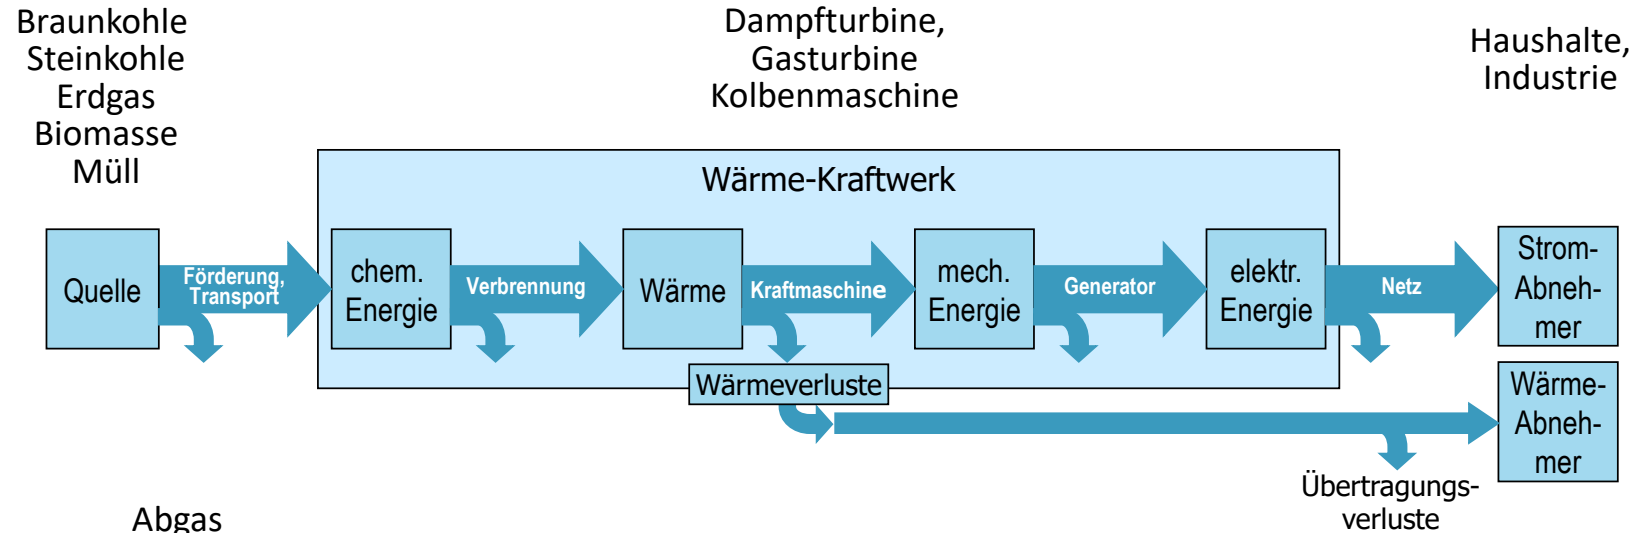 Braunkohle
Steinkohle
Erdgas
Biomasse
Müll
Dampfturbine,
Gasturbine
Kolbenmaschine
Haushalte,
Industrie
Wärme-Kraftwerk
Quelle
Förderung,
Transport
chem.
Energie
Verbrennung
Wärme
Kraftmaschine
mech.
Energie
Generator
elektr.
Energie
Netz
Strom-
Abneh-
mer
Wärmeverluste
Wärme-
Abneh-
mer
Übertragungs-
verluste
Abgas